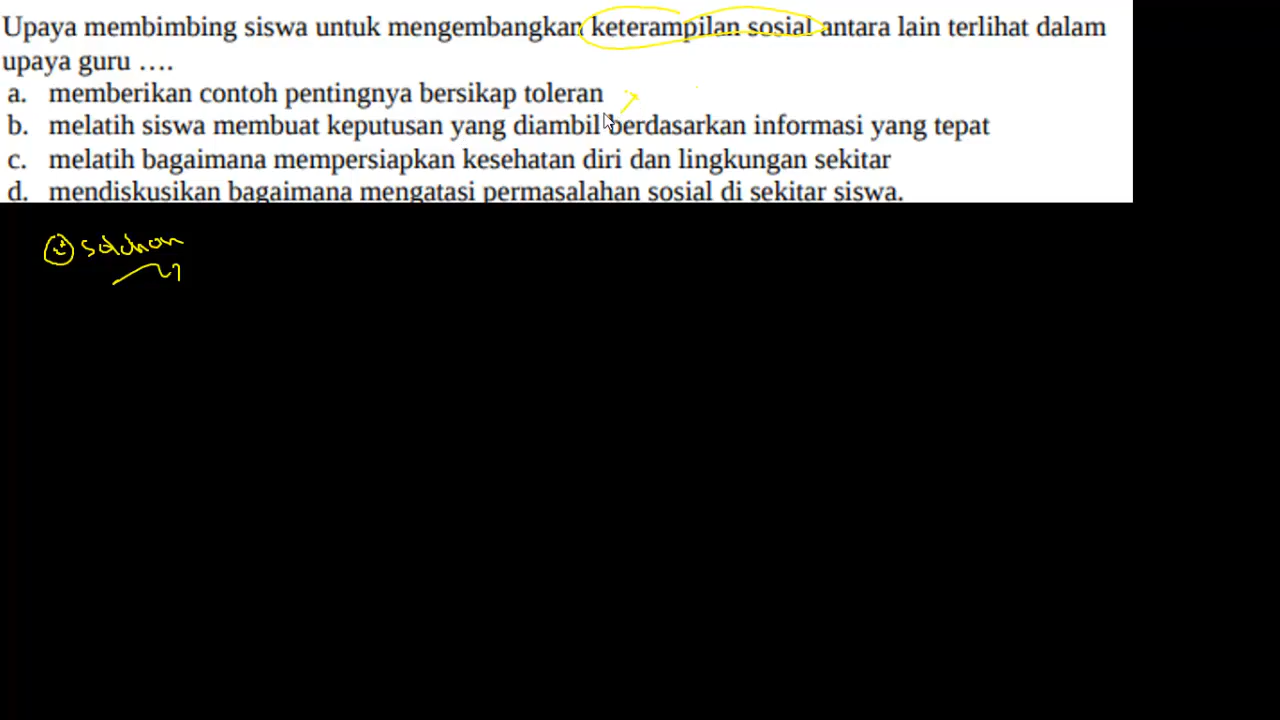 Upaya membimbing siswa untuk mengembangkan keterampilan sosial antara lain terlihat dalam
upaya guru ....
a. memberikan contoh pentingnya bersikap toleran
b. melatih siswa membuat keputusan yang diambil berdasarkan informasi yang tepat
c. melatih bagaimana mempersiapkan kesehatan diri dan lingkungan sekitar
d. mendiskusikan bagaimana mengatasi permasalahan sosial di sekitar siswa.